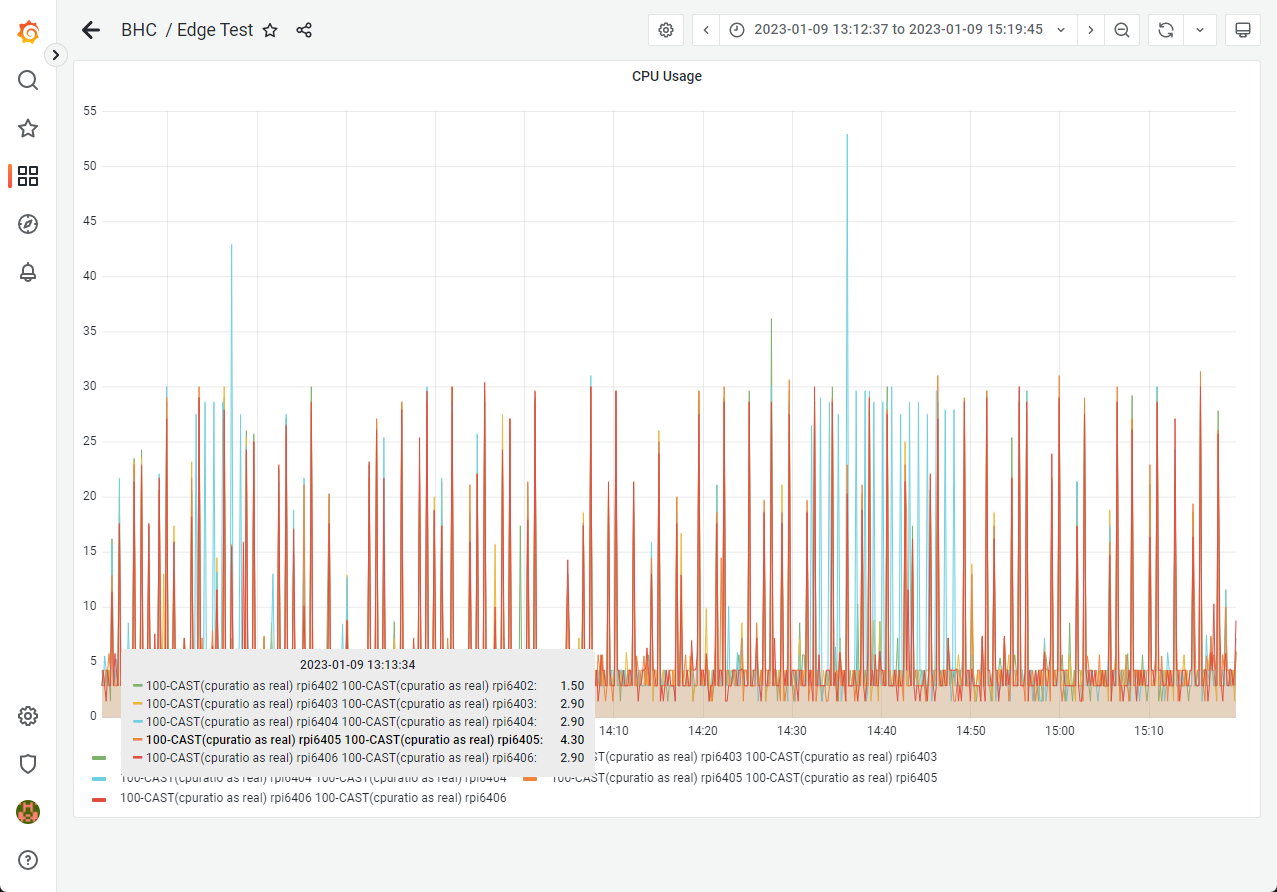 BHC / Edge Test
2023-01-09 13:12:37 to 2023-01-09 15:19:45
CPU Usage
55
50
45
40
35
30
25
20
15
10
5
0
2023-01-09 13:13:34
100-CAST(cpuratio as real) rpi6402 100-CAST(cpuratio as real) rpi6402: 1.50
100-CAST(cpuratio as real) rpi6403 100-CAST(cpuratio as real) rpi6403: 2.90
100-CAST(cpuratio as real) rpi6404 100-CAST(cpuratio as real) rpi6404: 2.90
100-CAST(cpuratio as real) rpi6405 100-CAST(cpuratio as real) rpi6405: 4.30
100-CAST(cpuratio as real) rpi6406 100-CAST(cpuratio as real) rpi6406: 2.90
14:10 14:20 14:30 14:40 14:50 15:00 15:10
ST(cpuratio as real) rpi6403 100-CAST(cpuratio as real) rpi6403
100-CAST(cpuratio as real) rpi6404 100-CAST(cpuratio as real) rpi6404 100-CAST(cpuratio as real) rpi6405 100-CAST(cpuratio as real) rpi6405
100-CAST(cpuratio as real) rpi6406 100-CAST(cpuratio as real) rpi6406